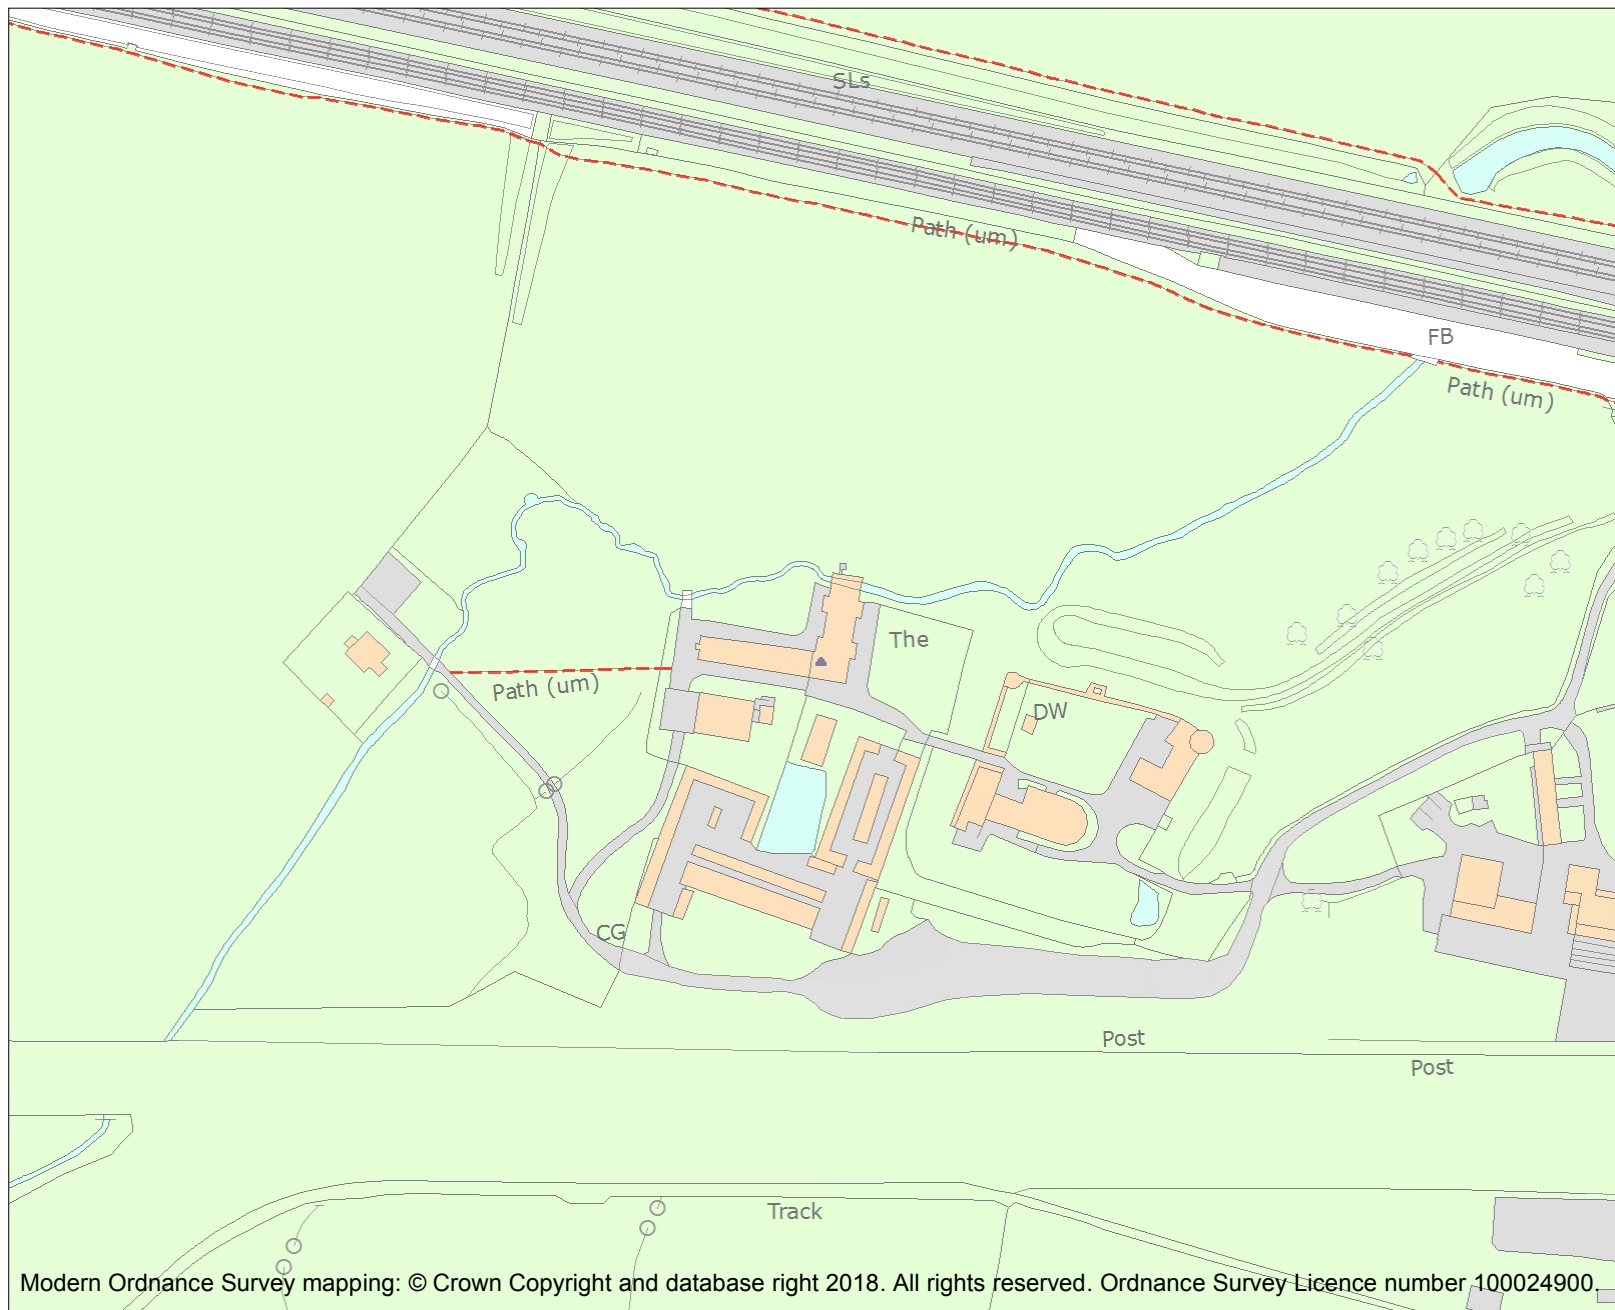 SLs
Path (um)
FB
Path (um)
The
Path (um)
DW
CG
Post
Post
Track
Modern Ordnance Survey mapping: © Crown Copyright and database right 2018. All rights reserved. Ordnance Survey Licence number 100024900.